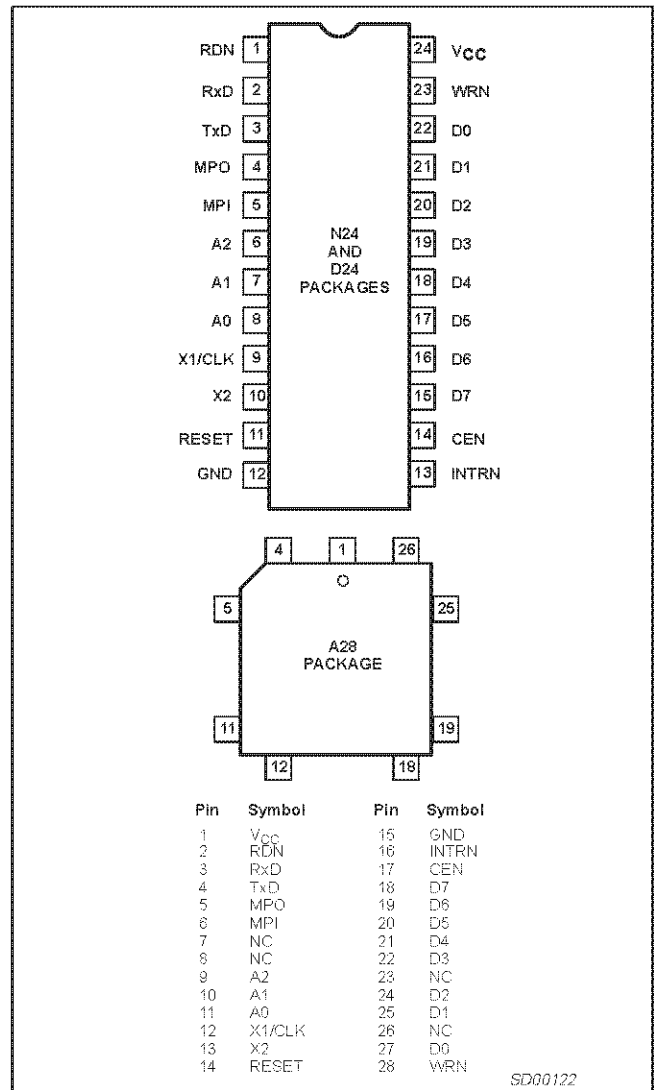 RDN 1 24 VCC
RxD 2 23 WRN
TxD 3 22 D0
MPO 4 21 D1
MPI 5 20 D2
A2 6 19 D3
A1 7 18 D4
A0 8 17 D5
X1/CLK 9 16 D6
X2 10 15 D7
RESET 11 14 CEN
GND 12 13 INTRN
N24
AND
D24
PACKAGES
4 1 26
5 25
A28
PACKAGE
11 19
12 18
Pin Symbol Pin Symbol
1 VCC 15 GND
2 RDN 16 INTRN
3 RxD 17 CEN
4 TxD 18 D7
5 MPO 19 D6
6 MPI 20 D5
7 NC 21 D4
8 NC 22 D3
9 A2 23 NC
10 A1 24 D2
11 A0 25 D1
12 X1/CLK 26 NC
13 X2 27 D0
14 RESET 28 WRN
SD00122